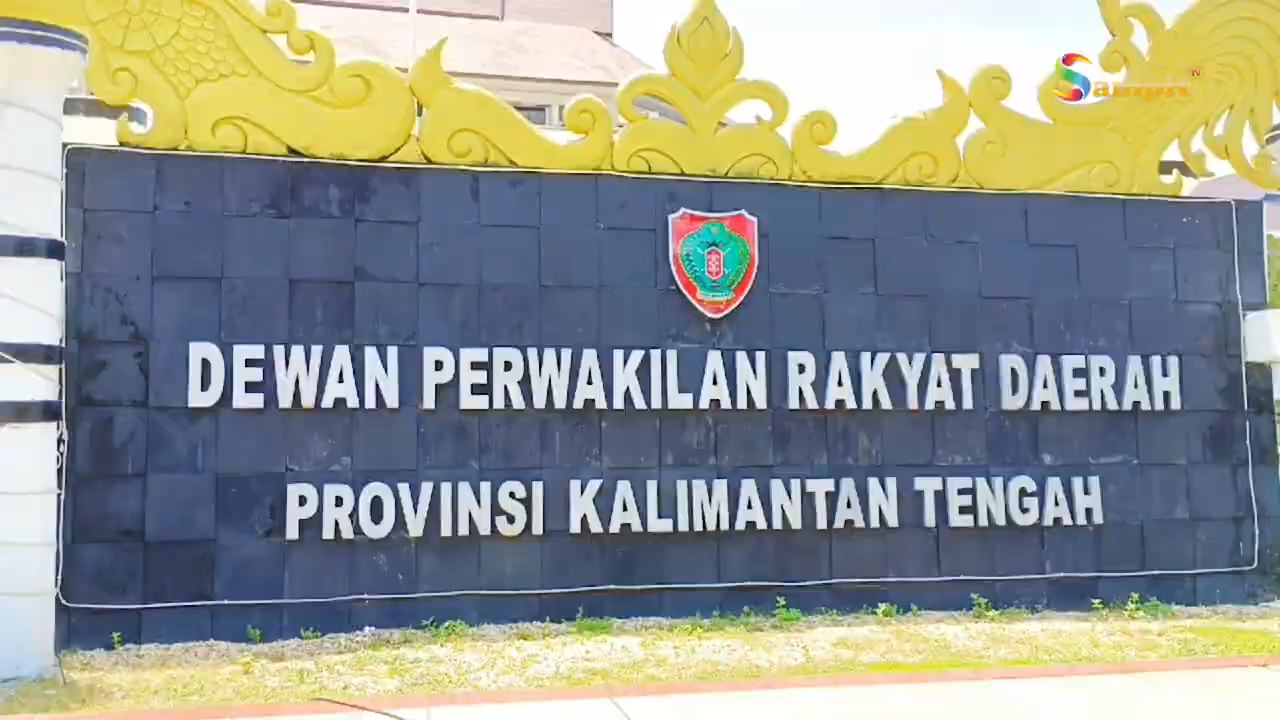 DEWAN PERWAKILAN RAKYAT DAERAH
PROVINSI KALIMANTAN TENGAH